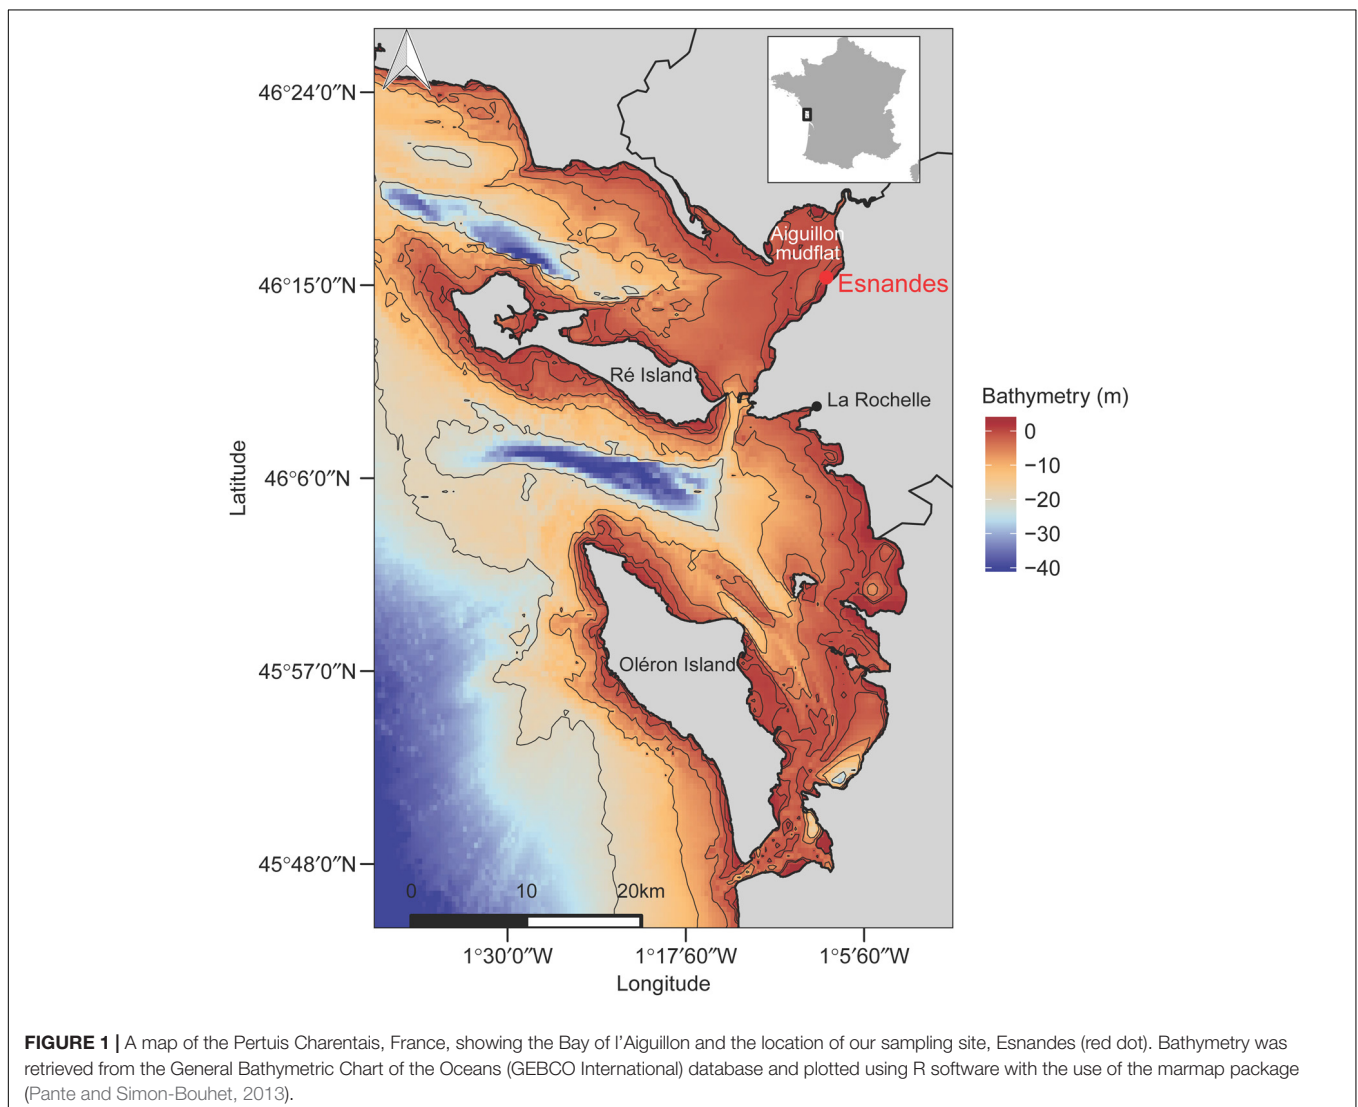 46°24′0″N
Aiguillon
mudflat
46°15′0″N
Esnandes
Ré Island
La Rochelle
Bathymetry (m)
0
−10
−20
−30
−40
Latitude
46°6′0″N
Oléron Island
45°57′0″N
45°48′0″N
0 10 20km
1°30′0″W 1°17′60″W 1°5′60″W
Longitude
FIGURE 1 | A map of the Pertuis Charentais, France, showing the Bay of l’Aiguillon and the location of our sampling site, Esnandes (red dot). Bathymetry was
retrieved from the General Bathymetric Chart of the Oceans (GEBCO International) database and plotted using R software with the use of the marmap package
(Pante and Simon-Bouhet, 2013).